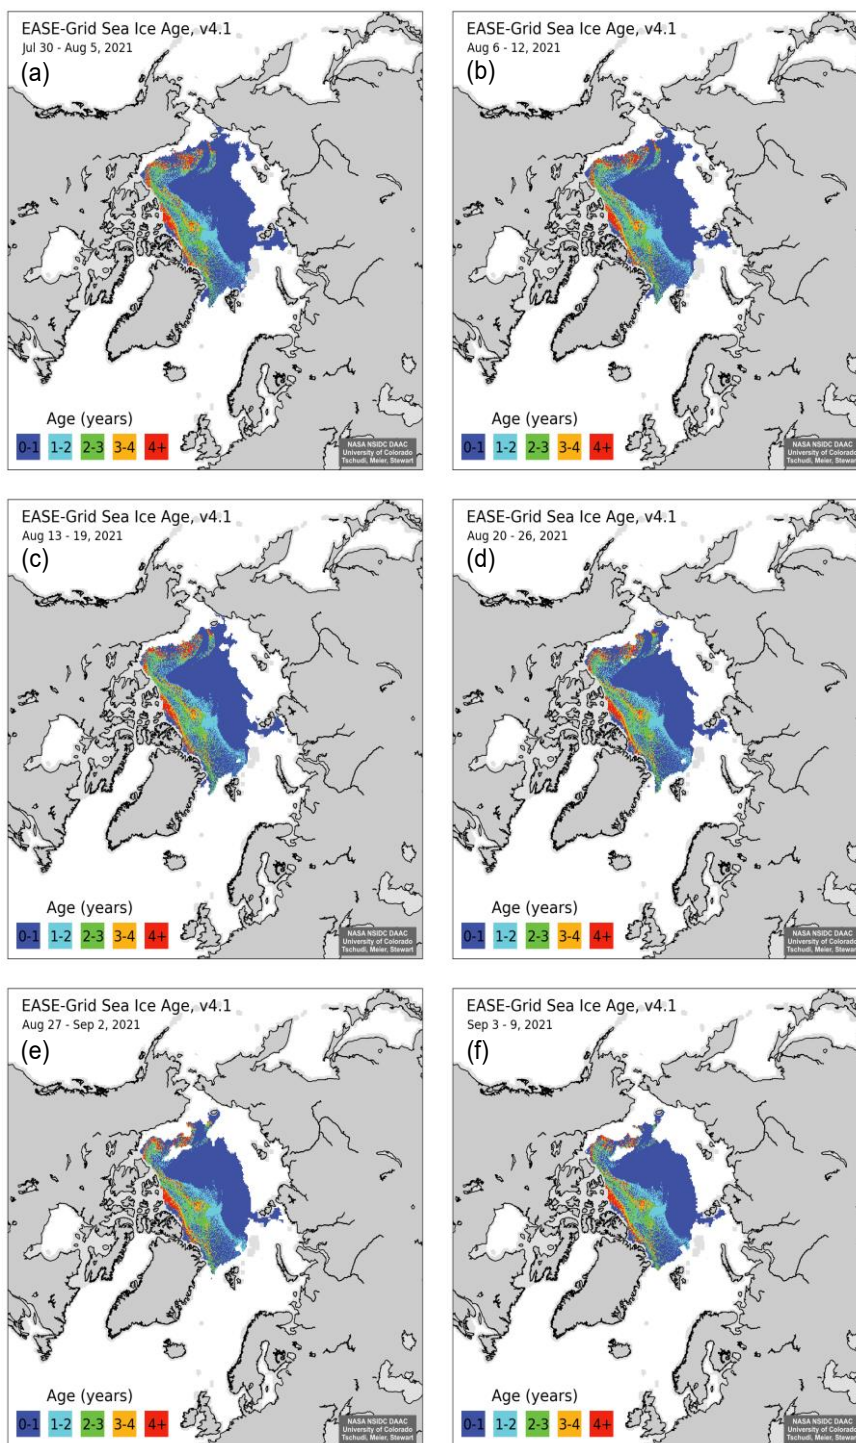 EASE-Grid Sea Ice Age, v4.1
Jul 30 - Aug 5, 2021
(a)
Age (years)
0-1 1-2 2-3 3-4 4+
NASA NSIDC DAAC
University of Colorado
Tschudi, Meier, Stewart
EASE-Grid Sea Ice Age, v4.1
Aug 6 - 12, 2021
(b)
Age (years)
0-1 1-2 2-3 3-4 4+
NASA NSIDC DAAC
University of Colorado
Tschudi, Meier, Stewart
EASE-Grid Sea Ice Age, v4.1
Aug 13 - 19, 2021
(c)
Age (years)
0-1 1-2 2-3 3-4 4+
NASA NSIDC DAAC
University of Colorado
Tschudi, Meier, Stewart
EASE-Grid Sea Ice Age, v4.1
Aug 20 - 26, 2021
(d)
Age (years)
0-1 1-2 2-3 3-4 4+
NASA NSIDC DAAC
University of Colorado
Tschudi, Meier, Stewart
EASE-Grid Sea Ice Age, v4.1
Aug 27 - Sep 2, 2021
(e)
Age (years)
0-1 1-2 2-3 3-4 4+
NASA NSIDC DAAC
University of Colorado
Tschudi, Meier, Stewart
EASE-Grid Sea Ice Age, v4.1
Sep 3 - 9, 2021
(f)
Age (years)
0-1 1-2 2-3 3-4 4+
NASA NSIDC DAAC
University of Colorado
Tschudi, Meier, Stewart